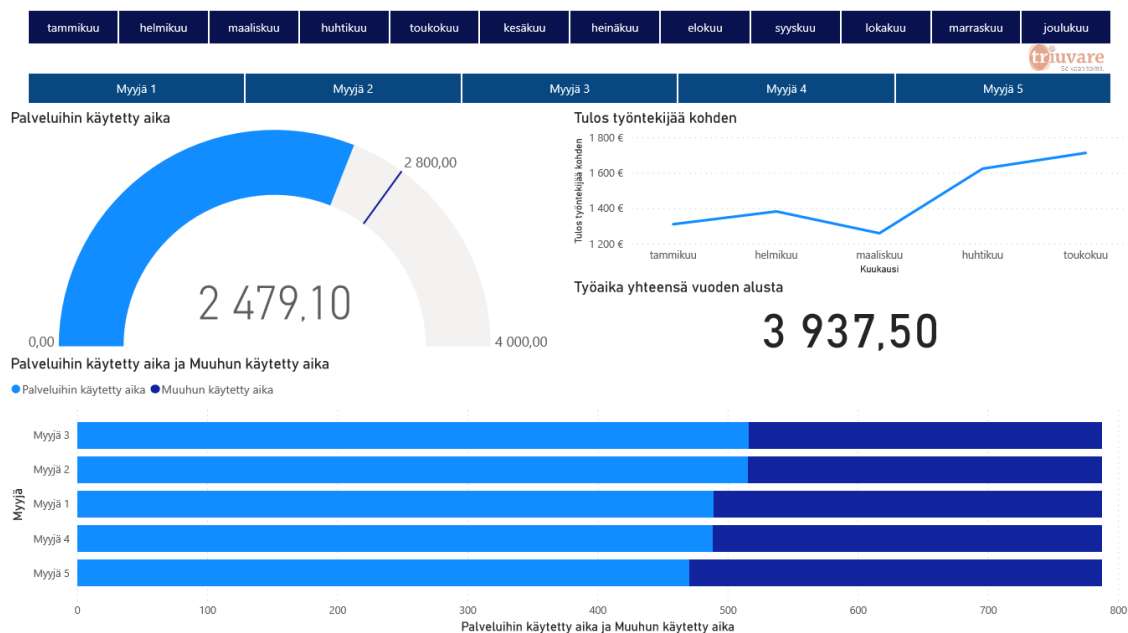 tammikuu helmikuu maaliskuu huhtikuu toukokuu kesäkuu heinäkuu elokuu syyskuu lokakuu marraskuu joulukuu
triuvare
Se vaan toimii.
Myyjä 1 Myyjä 2 Myyjä 3 Myyjä 4 Myyjä 5
Palveluihin käytetty aika
2 800,00
2 479,10
0,00
4 000,00
Tulos työntekijää kohden
Tulos työntekijää kohden
1 800 €
1 600 €
1 400 €
1 200 €
tammikuu helmikuu maaliskuu huhtikuu toukokuu
Kuukausi
Työaika yhteensä vuoden alusta
3 937,50
Palveluihin käytetty aika ja Muuhun käytetty aika
Palveluihin käytetty aika Muuhun käytetty aika
Myyjä
Myyjä 3
Myyjä 2
Myyjä 1
Myyjä 4
Myyjä 5
0 100 200 300 400 500 600 700 800
Palveluihin käytetty aika ja Muuhun käytetty aika